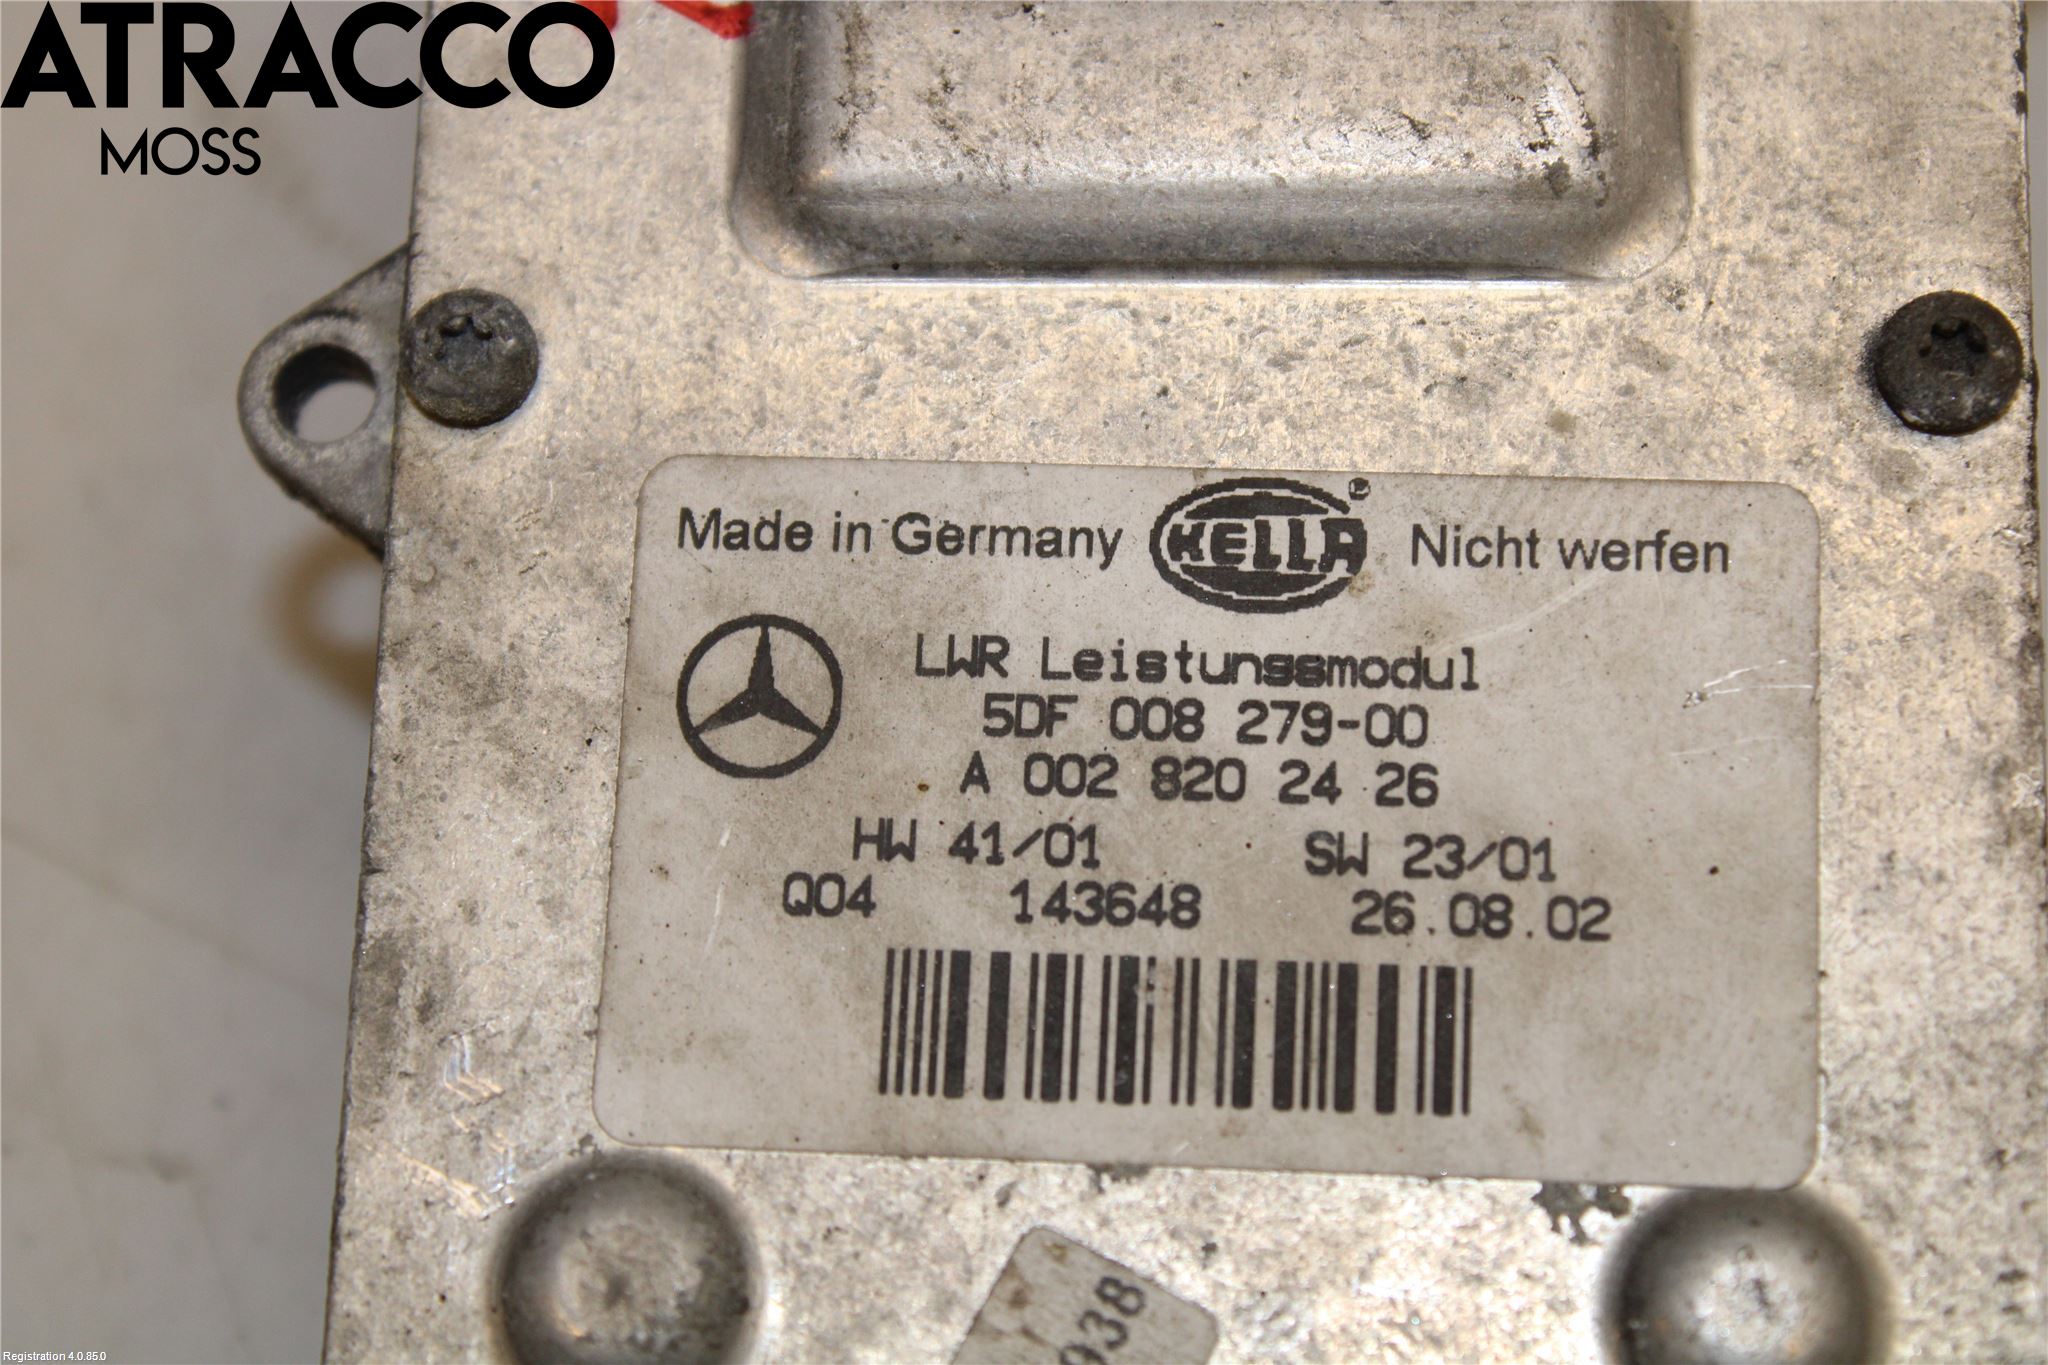 ATRACCO
MOSS
Made in Germany HELLA Nicht werfen
LWR Leistungsmodul
5DF 008 279-00
A 002 820 24 26
HW 41/01 SW 23/01
Q04 143648 26.08.02
038
Registration 4.0.85.0